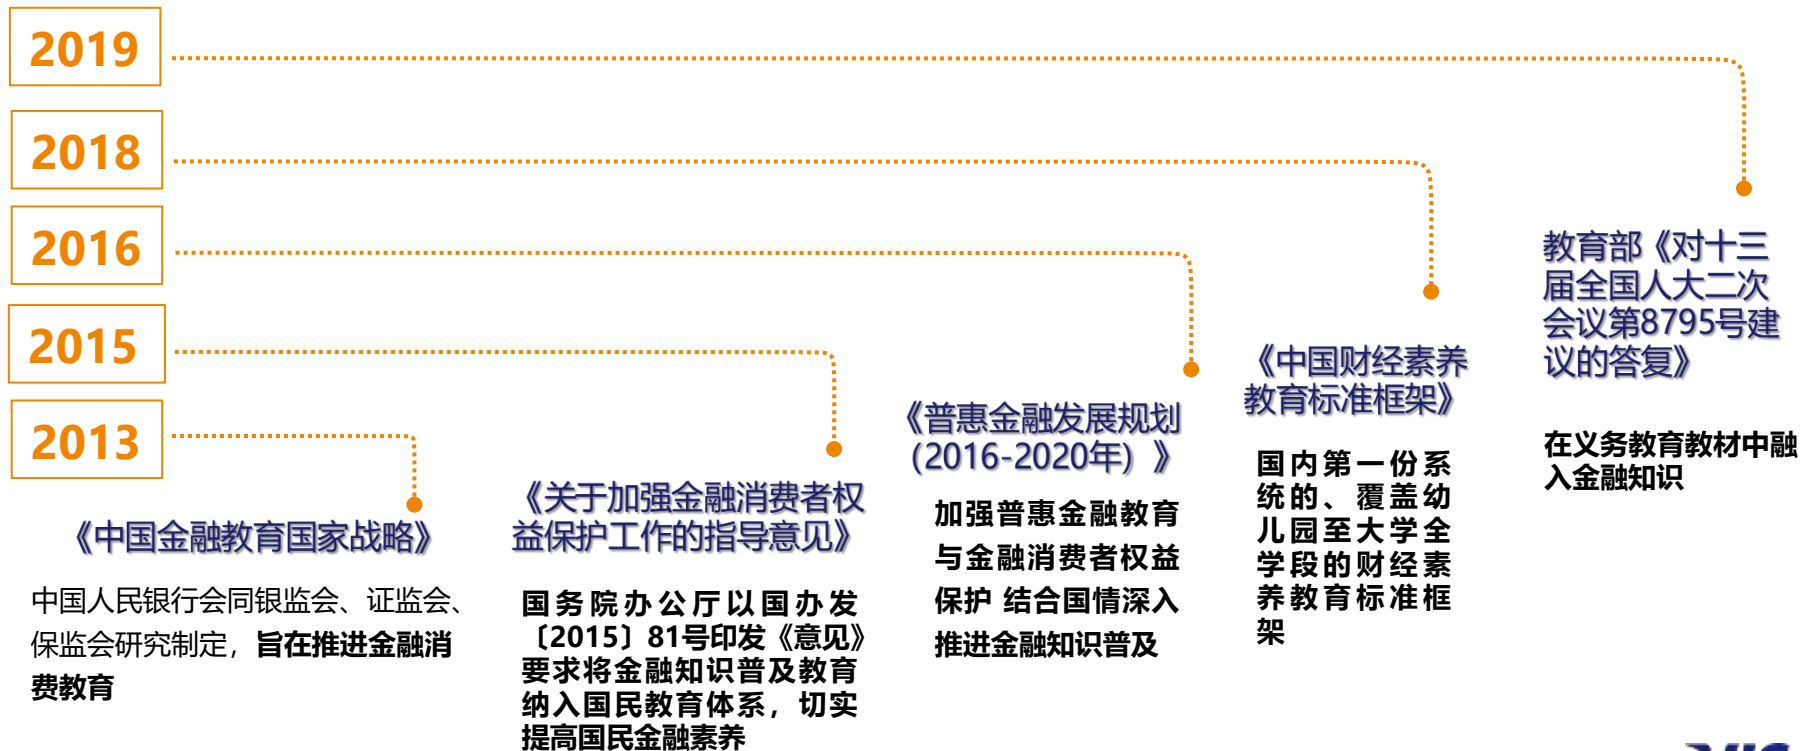 2019
2018
2016
2015
2013
《中国金融教育国家战略》
中国人民银行会同银监会、证监会、
保监会研究制定，旨在推进金融消
费教育
《关于加强金融消费者权
益保护工作的指导意见》
国务院办公厅以国办发
〔2015〕81号印发《意见》
要求将金融知识普及教育
纳入国民教育体系，切实
提高国民金融素养
《普惠金融发展规划
(2016-2020年）》
加强普惠金融教育
与金融消费者权益
保护 结合国情深入
推进金融知识普及
《中国财经素养
教育标准框架》
国内第一份系
统的、覆盖幼
儿园至大学全
学段的财经素
养教育标准框
架
教育部《对十三
届全国人大二次
会议第8795号建
议的答复》
在义务教育教材中融
入金融知识